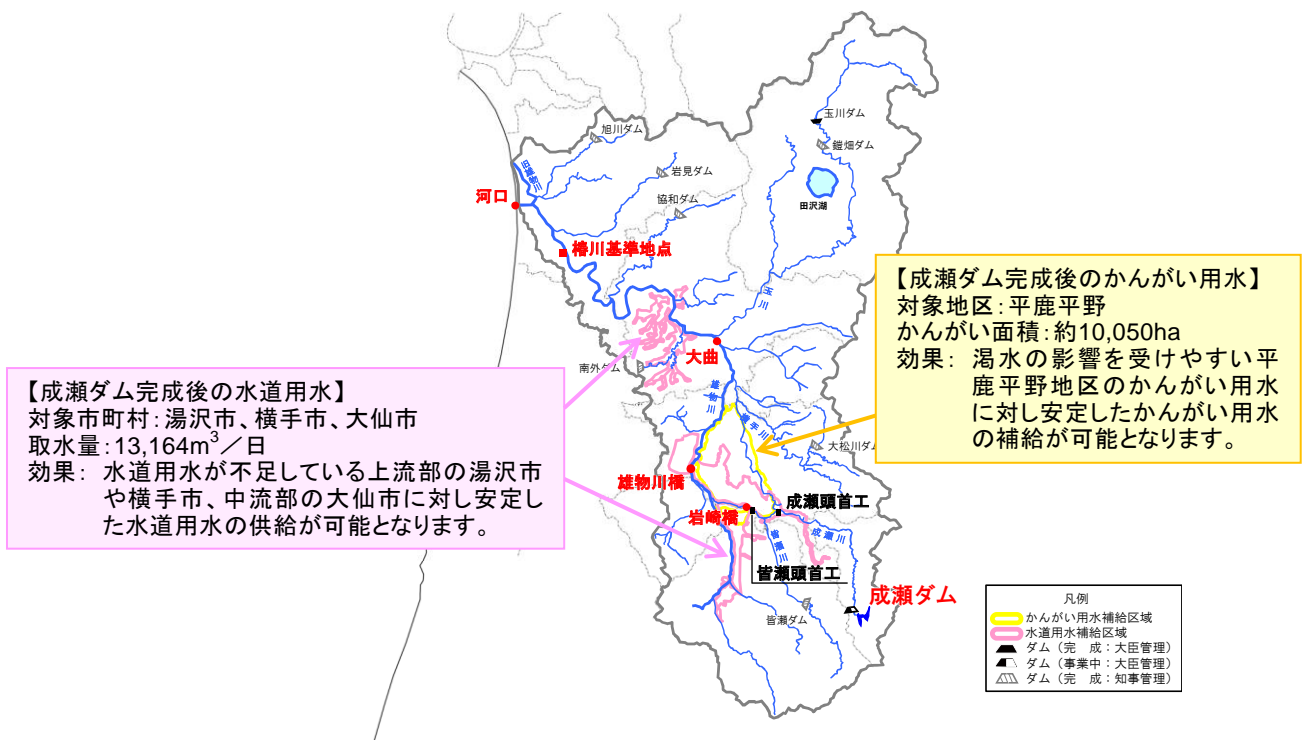 玉川ダム
旭川ダム
鎧畑ダム
岩見ダム
旧雄物川
河口
協和ダム
田沢湖
椿川基準地点
玉川
【成瀬ダム完成後のかんがい用水】
対象地区：平鹿平野
かんがい面積：約10,050ha
効果： 渇水の影響を受けやすい平
鹿平野地区のかんがい用水
に対し安定したかんがい用水
の補給が可能となります。
大曲
南外ダム
【成瀬ダム完成後の水道用水】
対象市町村：湯沢市、横手市、大仙市
取水量：13,164m³／日
効果： 水道用水が不足している上流部の湯沢市
や横手市、中流部の大仙市に対し安定し
た水道用水の供給が可能となります。
雄物川
横手川
大松川ダム
雄物川橋
成瀬頭首工
岩崎橋
成瀬川
皆瀬川
皆瀬頭首工
成瀬ダム
皆瀬ダム
凡例
かんがい用水補給区域
水道用水補給区域
ダム（完　成：大臣管理）
ダム（事業中：大臣管理）
ダム（完　成：知事管理）